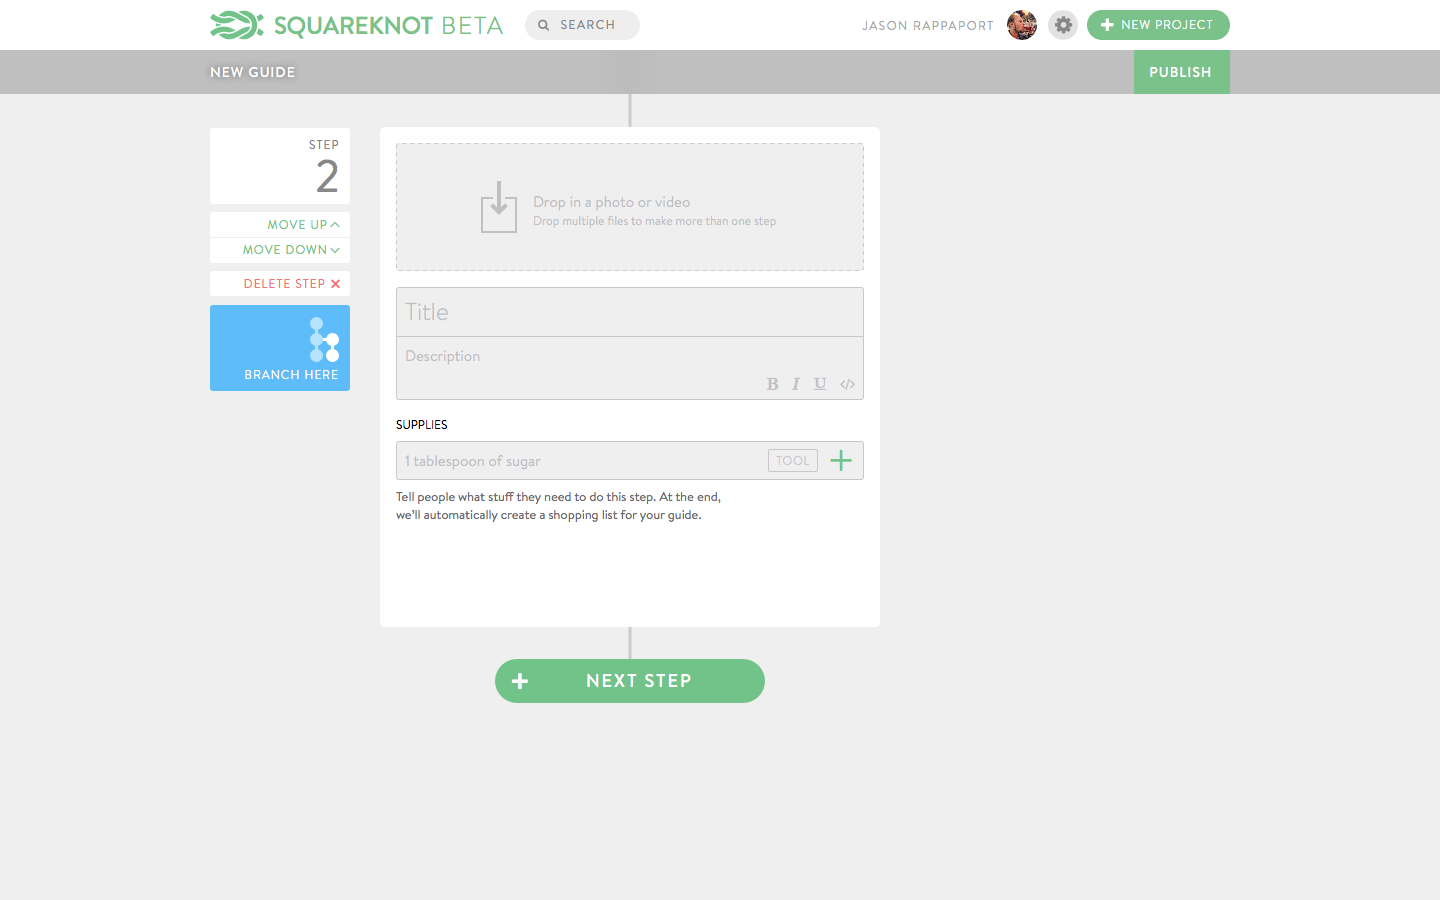 SQUAREKNOT BETA
SEARCH
JASON RAPPAPORT
NEW PROJECT
NEW GUIDE
PUBLISH
STEP
2
MOVE UP
MOVE DOWN
DELETE STEP
BRANCH HERE
Drop in a photo or video
Drop multiple files to make more than one step
Title
Description
B I U </>
SUPPLIES
1 tablespoon of sugar
TOOL
Tell people what stuff they need to do this step. At the end,
we'll automatically create a shopping list for your guide.
NEXT STEP